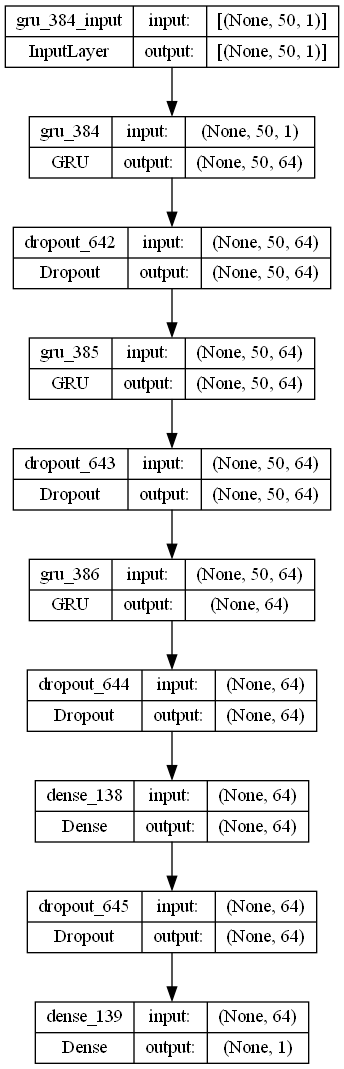 gru_384_input input: [(None, 50, 1)]
InputLayer output: [(None, 50, 1)]
gru_384 input: (None, 50, 1)
GRU output: (None, 50, 64)
dropout_642 input: (None, 50, 64)
Dropout output: (None, 50, 64)
gru_385 input: (None, 50, 64)
GRU output: (None, 50, 64)
dropout_643 input: (None, 50, 64)
Dropout output: (None, 50, 64)
gru_386 input: (None, 50, 64)
GRU output: (None, 64)
dropout_644 input: (None, 64)
Dropout output: (None, 64)
dense_138 input: (None, 64)
Dense output: (None, 64)
dropout_645 input: (None, 64)
Dropout output: (None, 64)
dense_139 input: (None, 64)
Dense output: (None, 1)